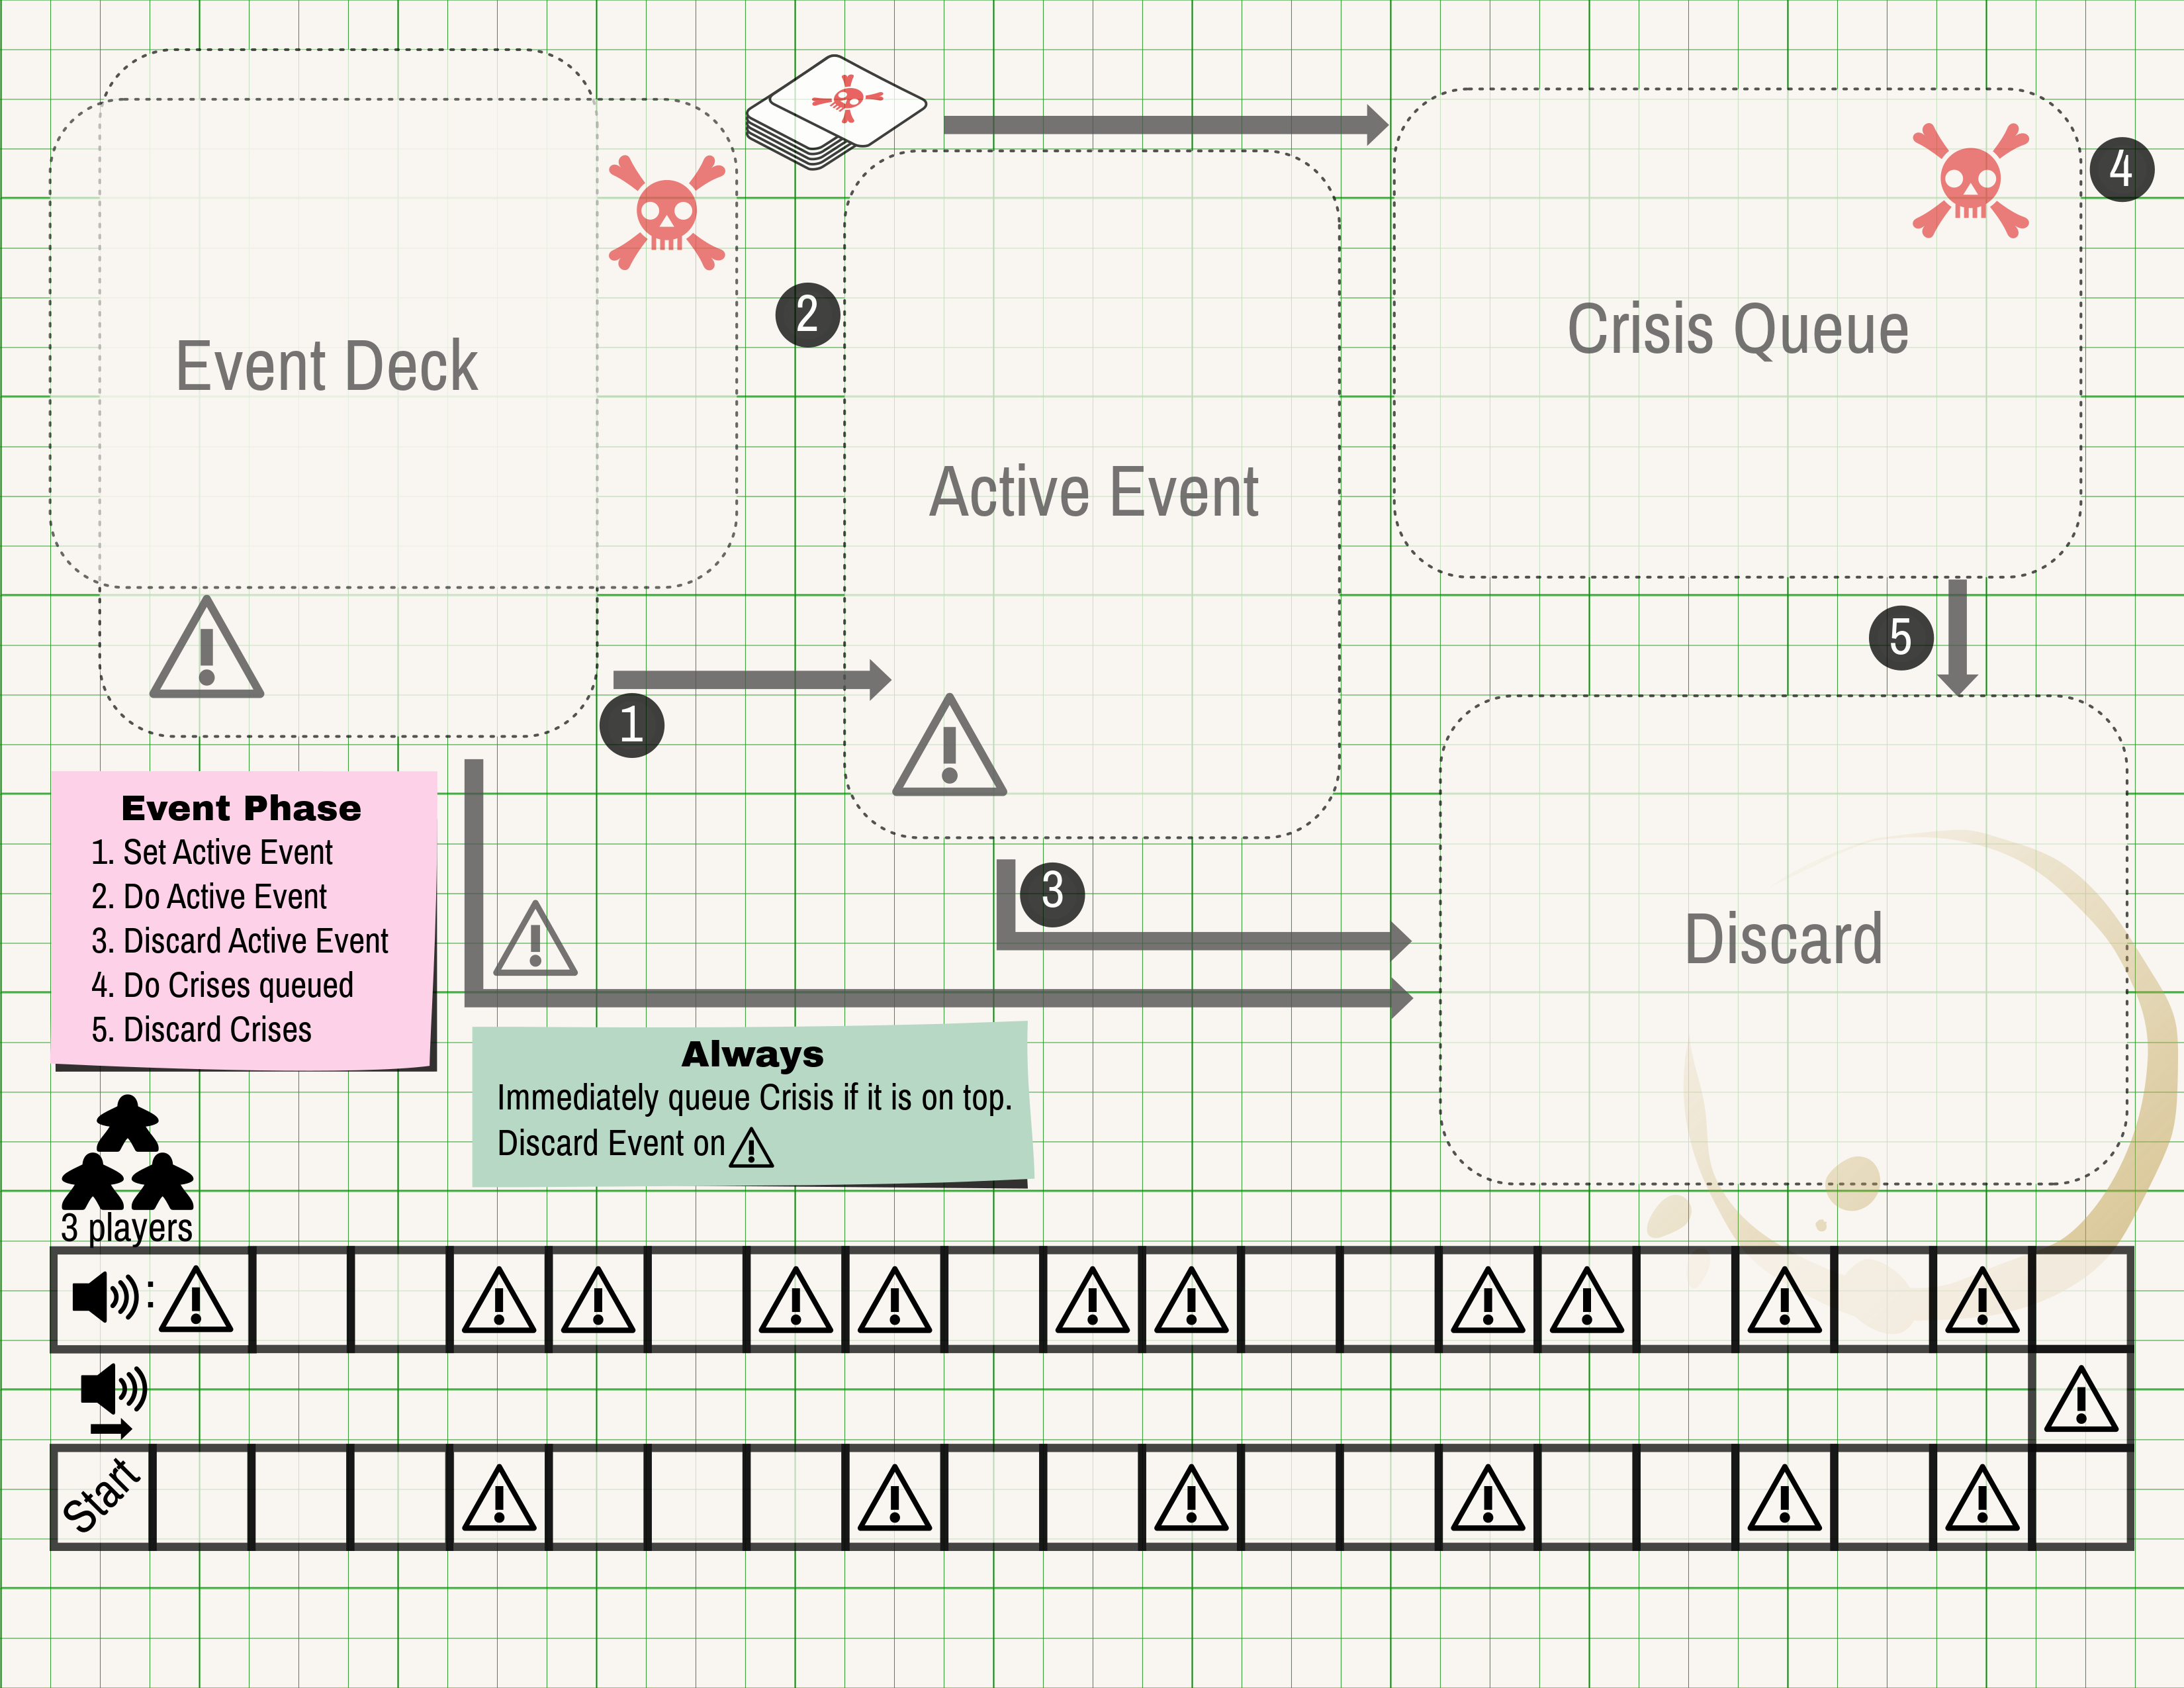 Event Deck
2
Active Event
Crisis Queue
4
5
1
Event Phase
1. Set Active Event
2. Do Active Event
3. Discard Active Event
4. Do Crises queued
5. Discard Crises
3
Discard
Always
Immediately queue Crisis if it is on top.
Discard Event on
3 players
:
Start